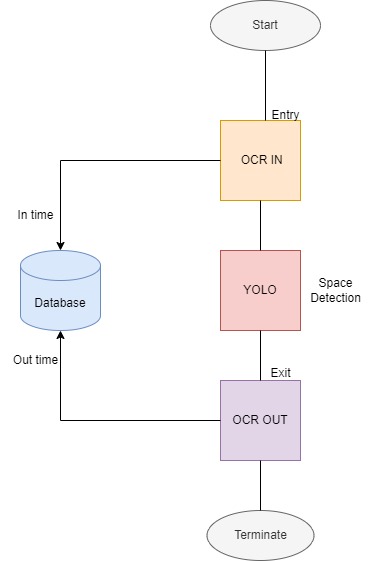 Start
Entry
OCR IN
In time
Database
YOLO
Space
Detection
Out time
Exit
OCR OUT
Terminate